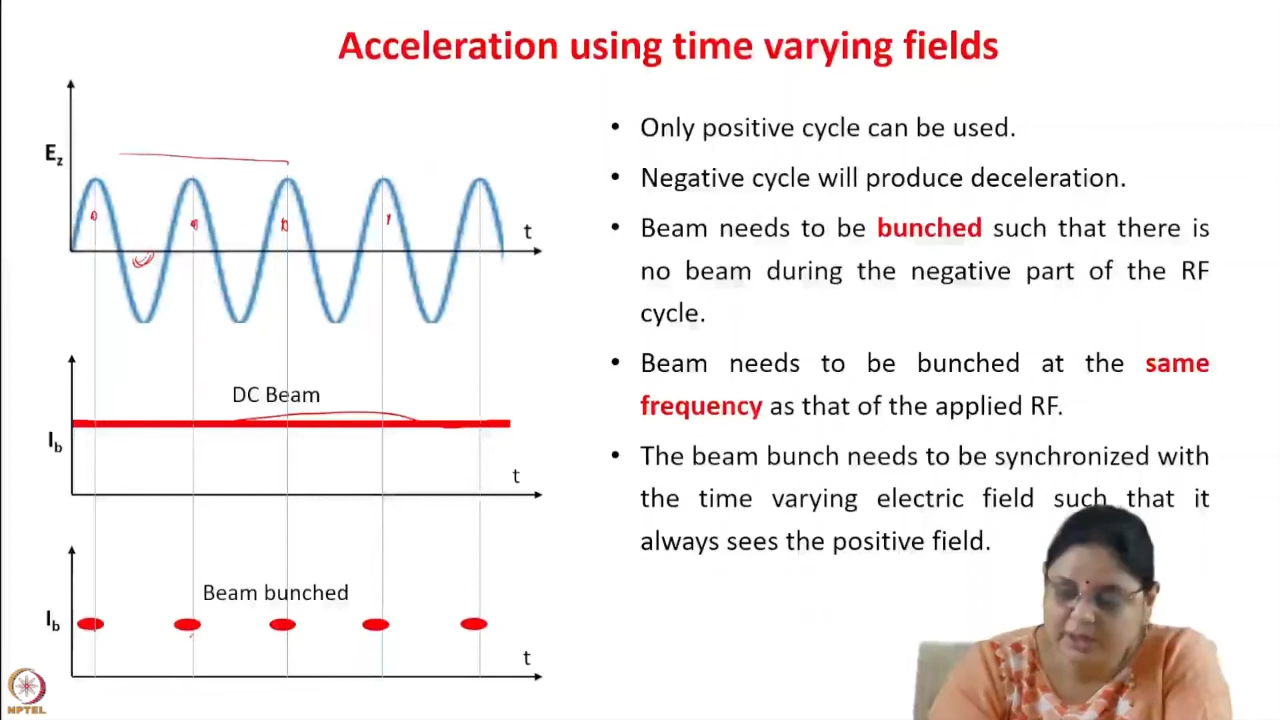 Acceleration using time varying fields
E_z
t
DC Beam
I_b
t
Beam bunched
I_b
t
• Only positive cycle can be used.
• Negative cycle will produce deceleration.
• Beam needs to be bunched such that there is
no beam during the negative part of the RF
cycle.
• Beam needs to be bunched at the same
frequency as that of the applied RF.
• The beam bunch needs to be synchronized with
the time varying electric field such that it
always sees the positive field.
NPTEL